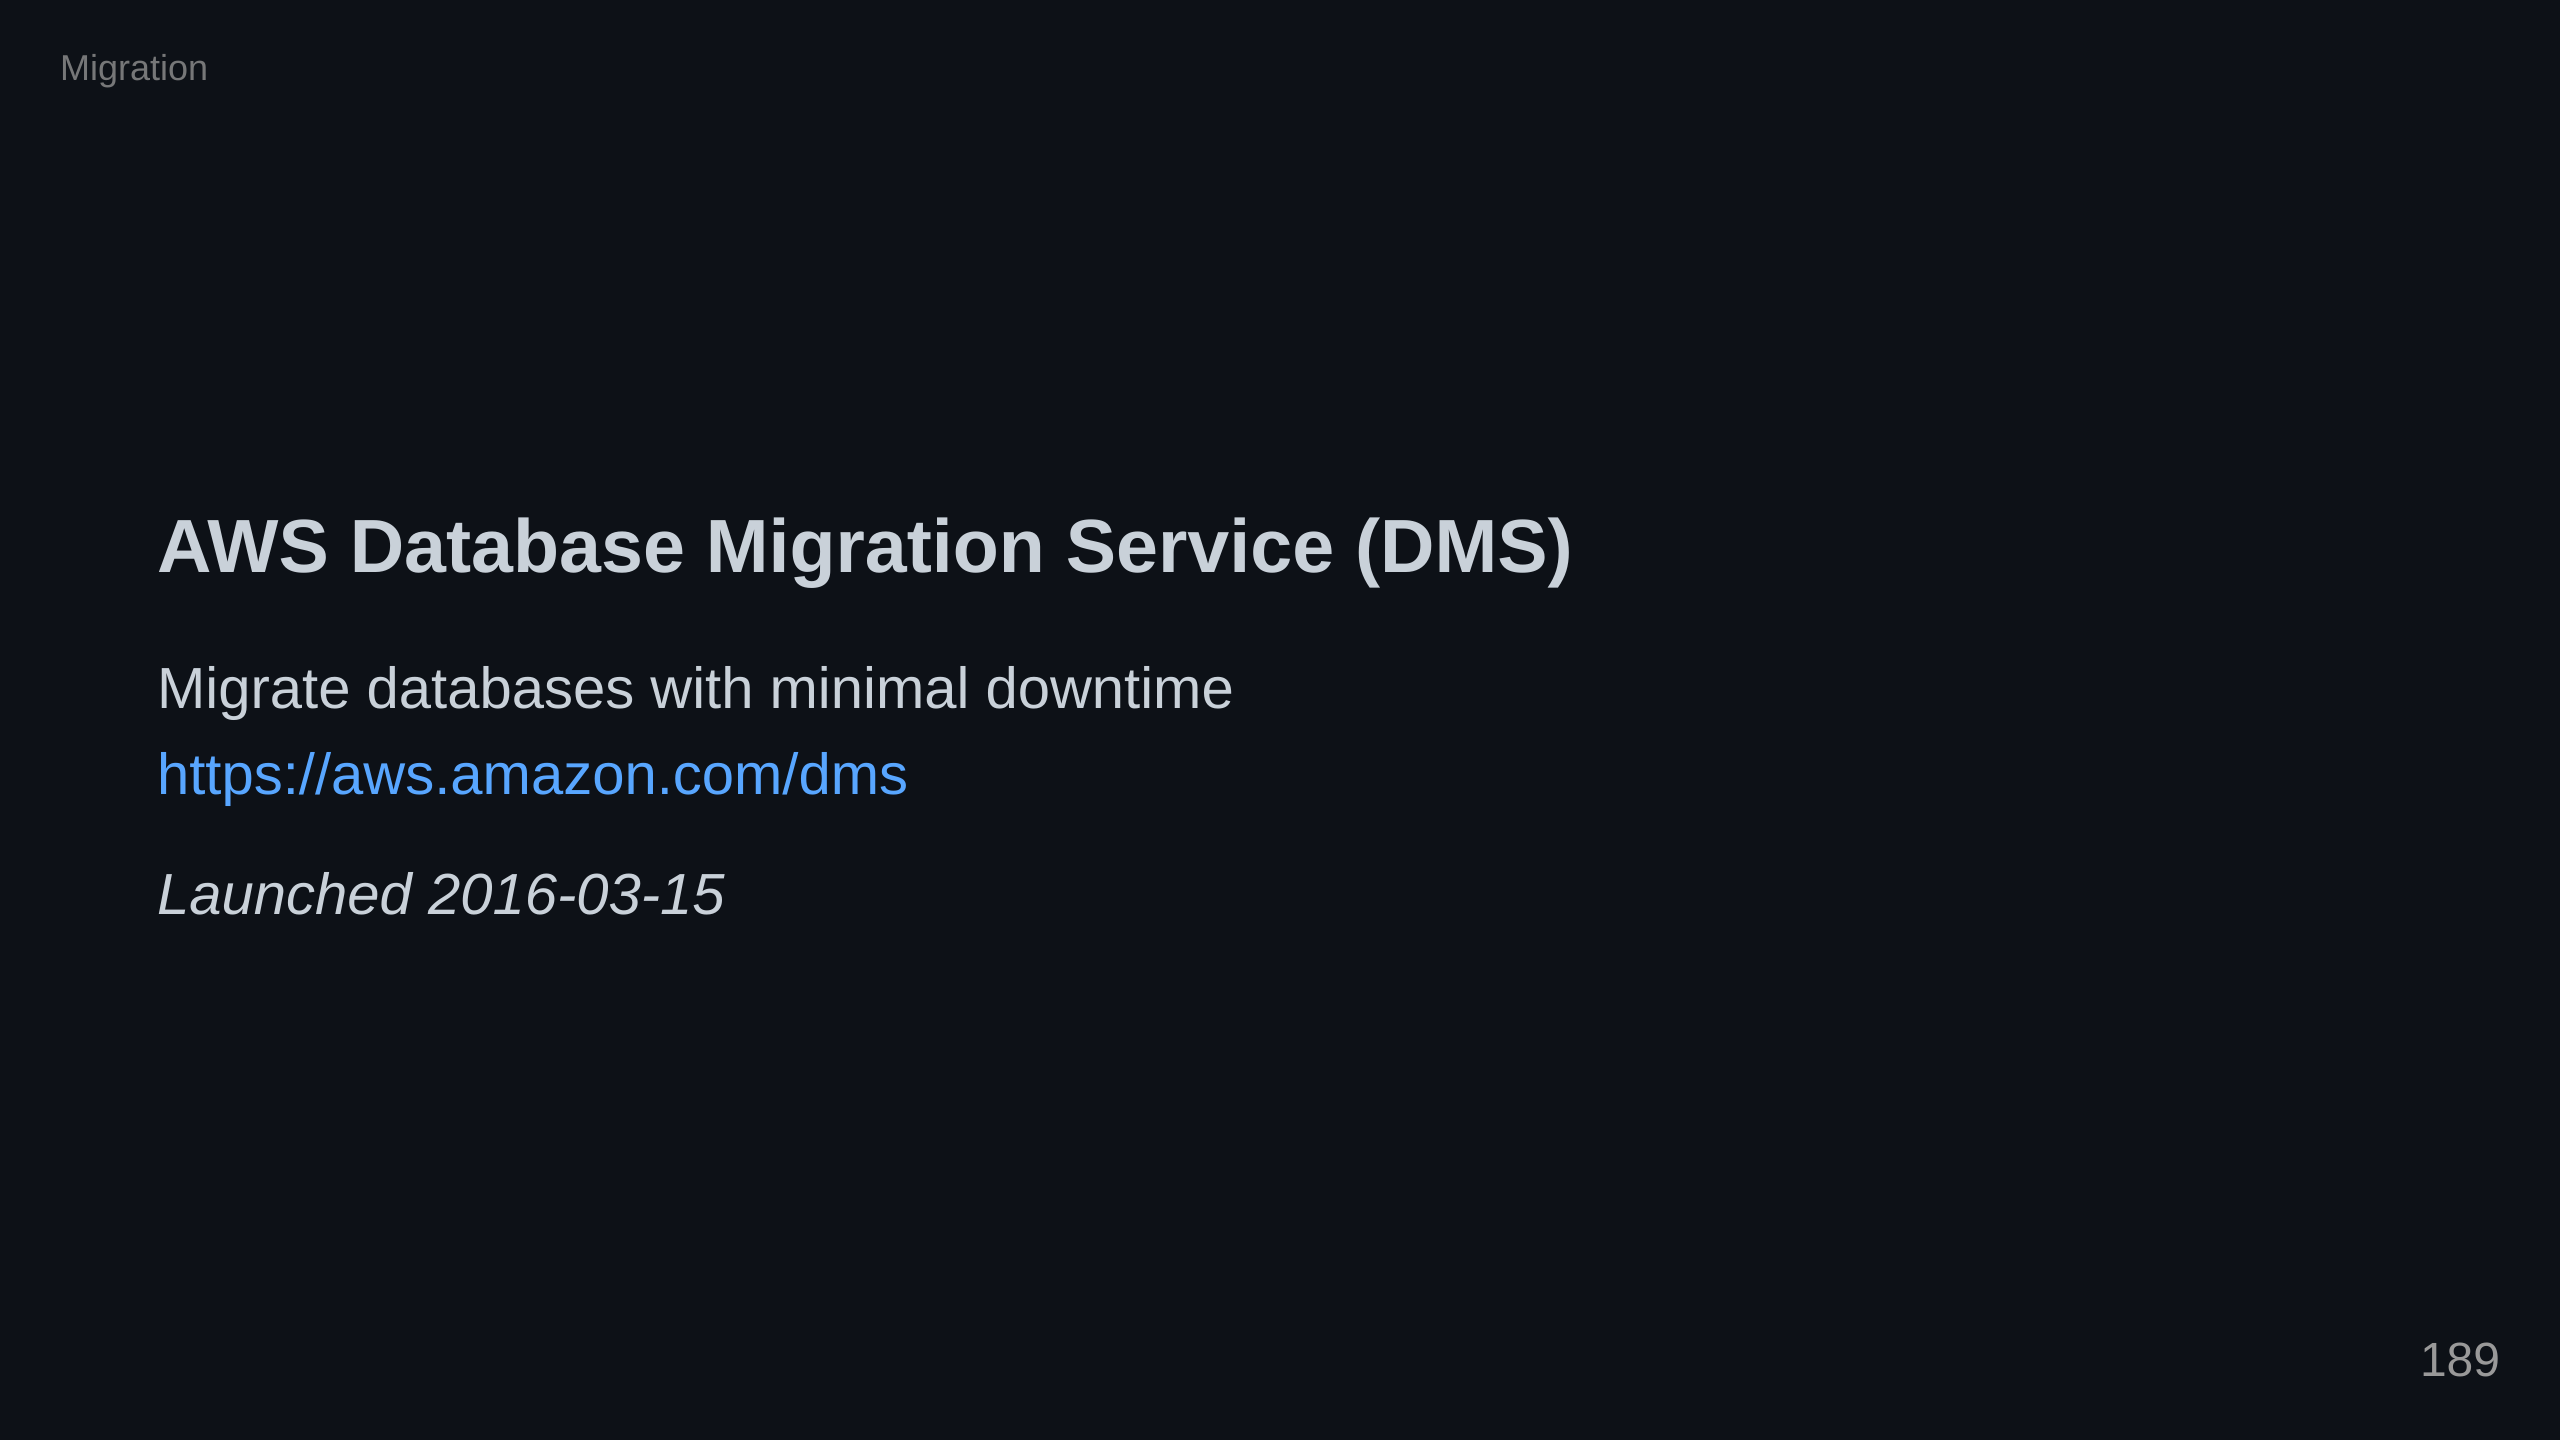 Migration
AWS Database Migration Service (DMS)
Migrate databases with minimal downtime
https://aws.amazon.com/dms
Launched 2016-03-15
189